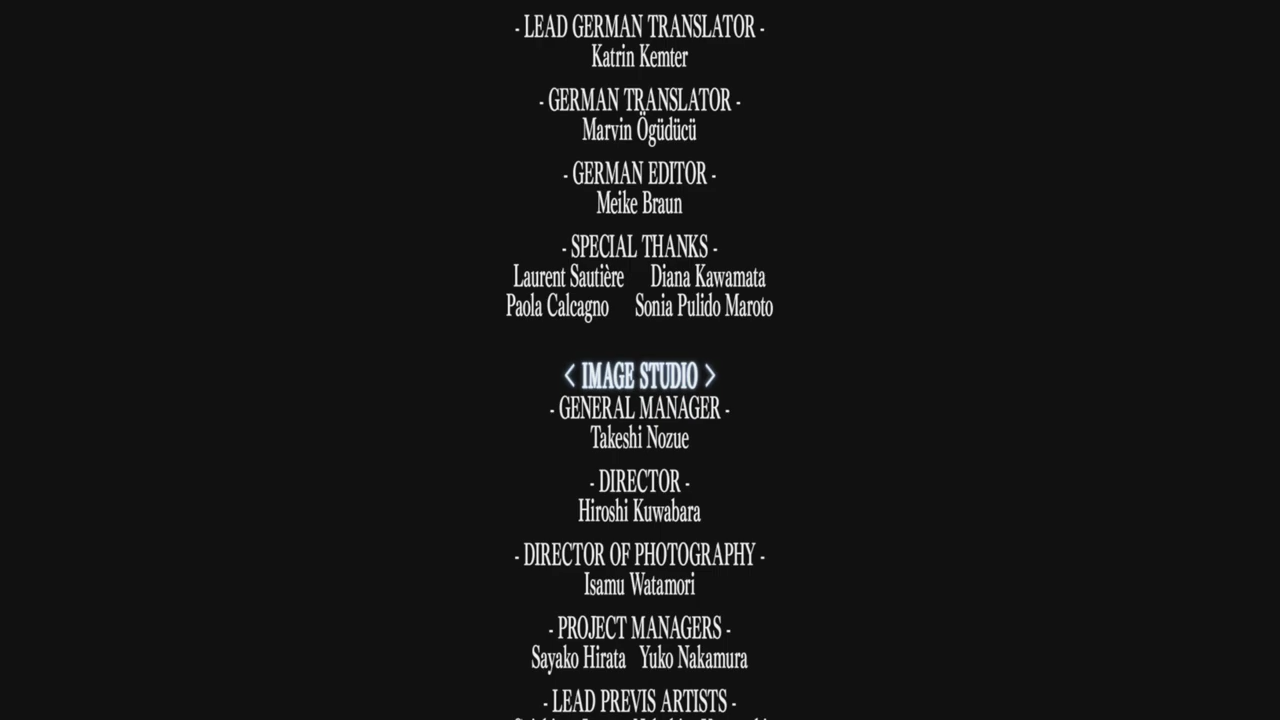 - LEAD GERMAN TRANSLATOR -
Katrin Kemter
- GERMAN TRANSLATOR -
Marvin Ögüdücü
- GERMAN EDITOR -
Meike Braun
- SPECIAL THANKS -
Laurent Sautière Diana Kawamata
Paola Calcagno Sonia Pulido Maroto
< IMAGE STUDIO >
- GENERAL MANAGER -
Takeshi Nozue
- DIRECTOR -
Hiroshi Kuwabara
- DIRECTOR OF PHOTOGRAPHY -
Isamu Watamori
- PROJECT MANAGERS -
Sayako Hirata Yuko Nakamura
- LEAD PREVIS ARTISTS -